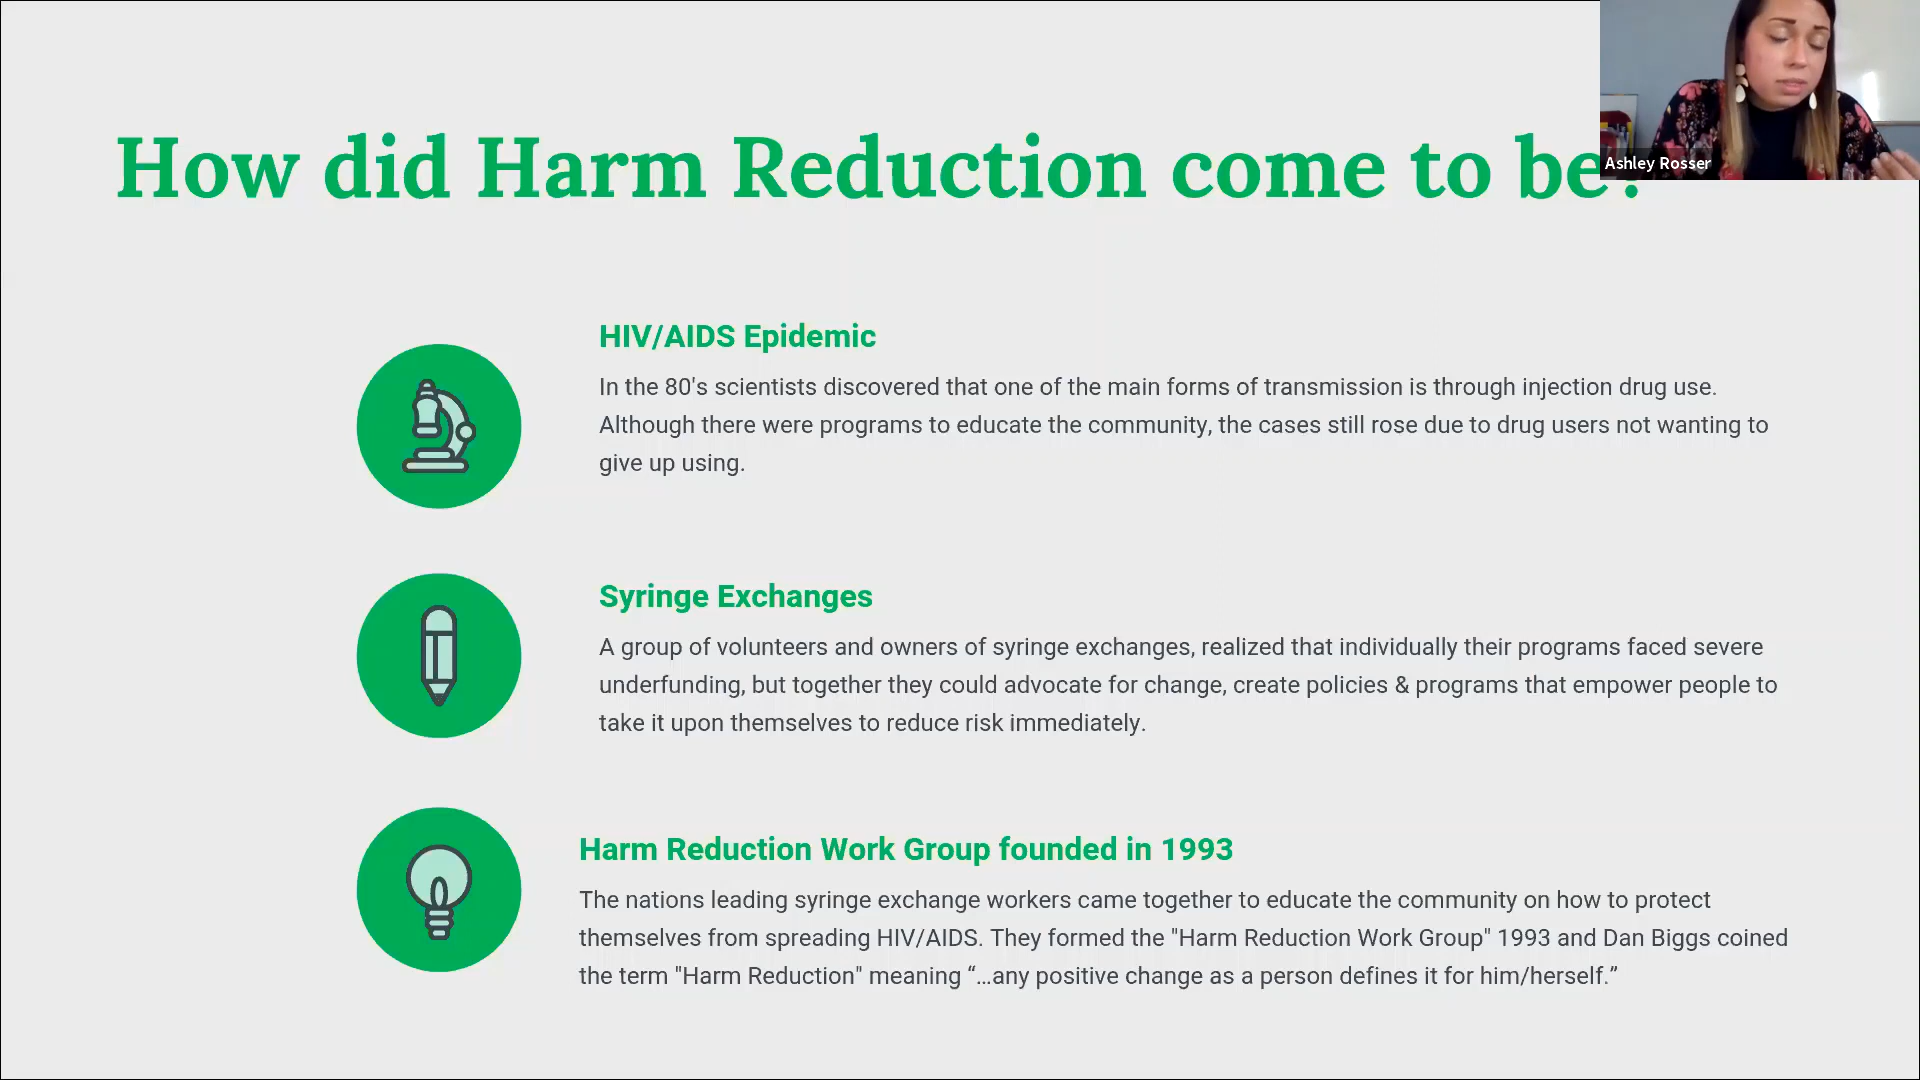 How did Harm Reduction come to be?
Ashley Rosser
HIV/AIDS Epidemic
In the 80's scientists discovered that one of the main forms of transmission is through injection drug use.
Although there were programs to educate the community, the cases still rose due to drug users not wanting to
give up using.
Syringe Exchanges
A group of volunteers and owners of syringe exchanges, realized that individually their programs faced severe
underfunding, but together they could advocate for change, create policies & programs that empower people to
take it upon themselves to reduce risk immediately.
Harm Reduction Work Group founded in 1993
The nations leading syringe exchange workers came together to educate the community on how to protect
themselves from spreading HIV/AIDS. They formed the "Harm Reduction Work Group" 1993 and Dan Biggs coined
the term "Harm Reduction" meaning “...any positive change as a person defines it for him/herself.”